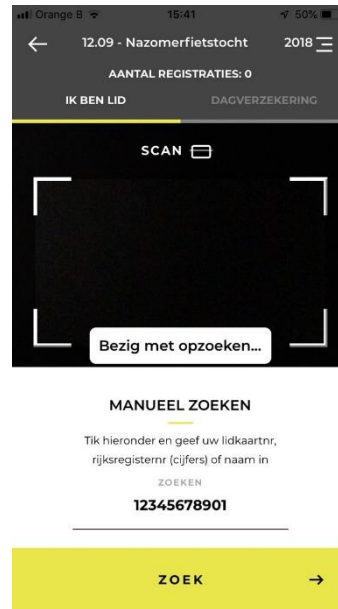 Orange B 15:41 50%
12.09 - Nazomerfietstocht 2018
AANTAL REGISTRATIES: 0
IK BEN LID DAGVERZEKERING
SCAN
Bezig met opzoeken...
MANUEEL ZOEKEN
Tik hieronder en geef uw lidkaartnr,
rijksregisternr (cijfers) of naam in
ZOEKEN
12345678901
ZOEK